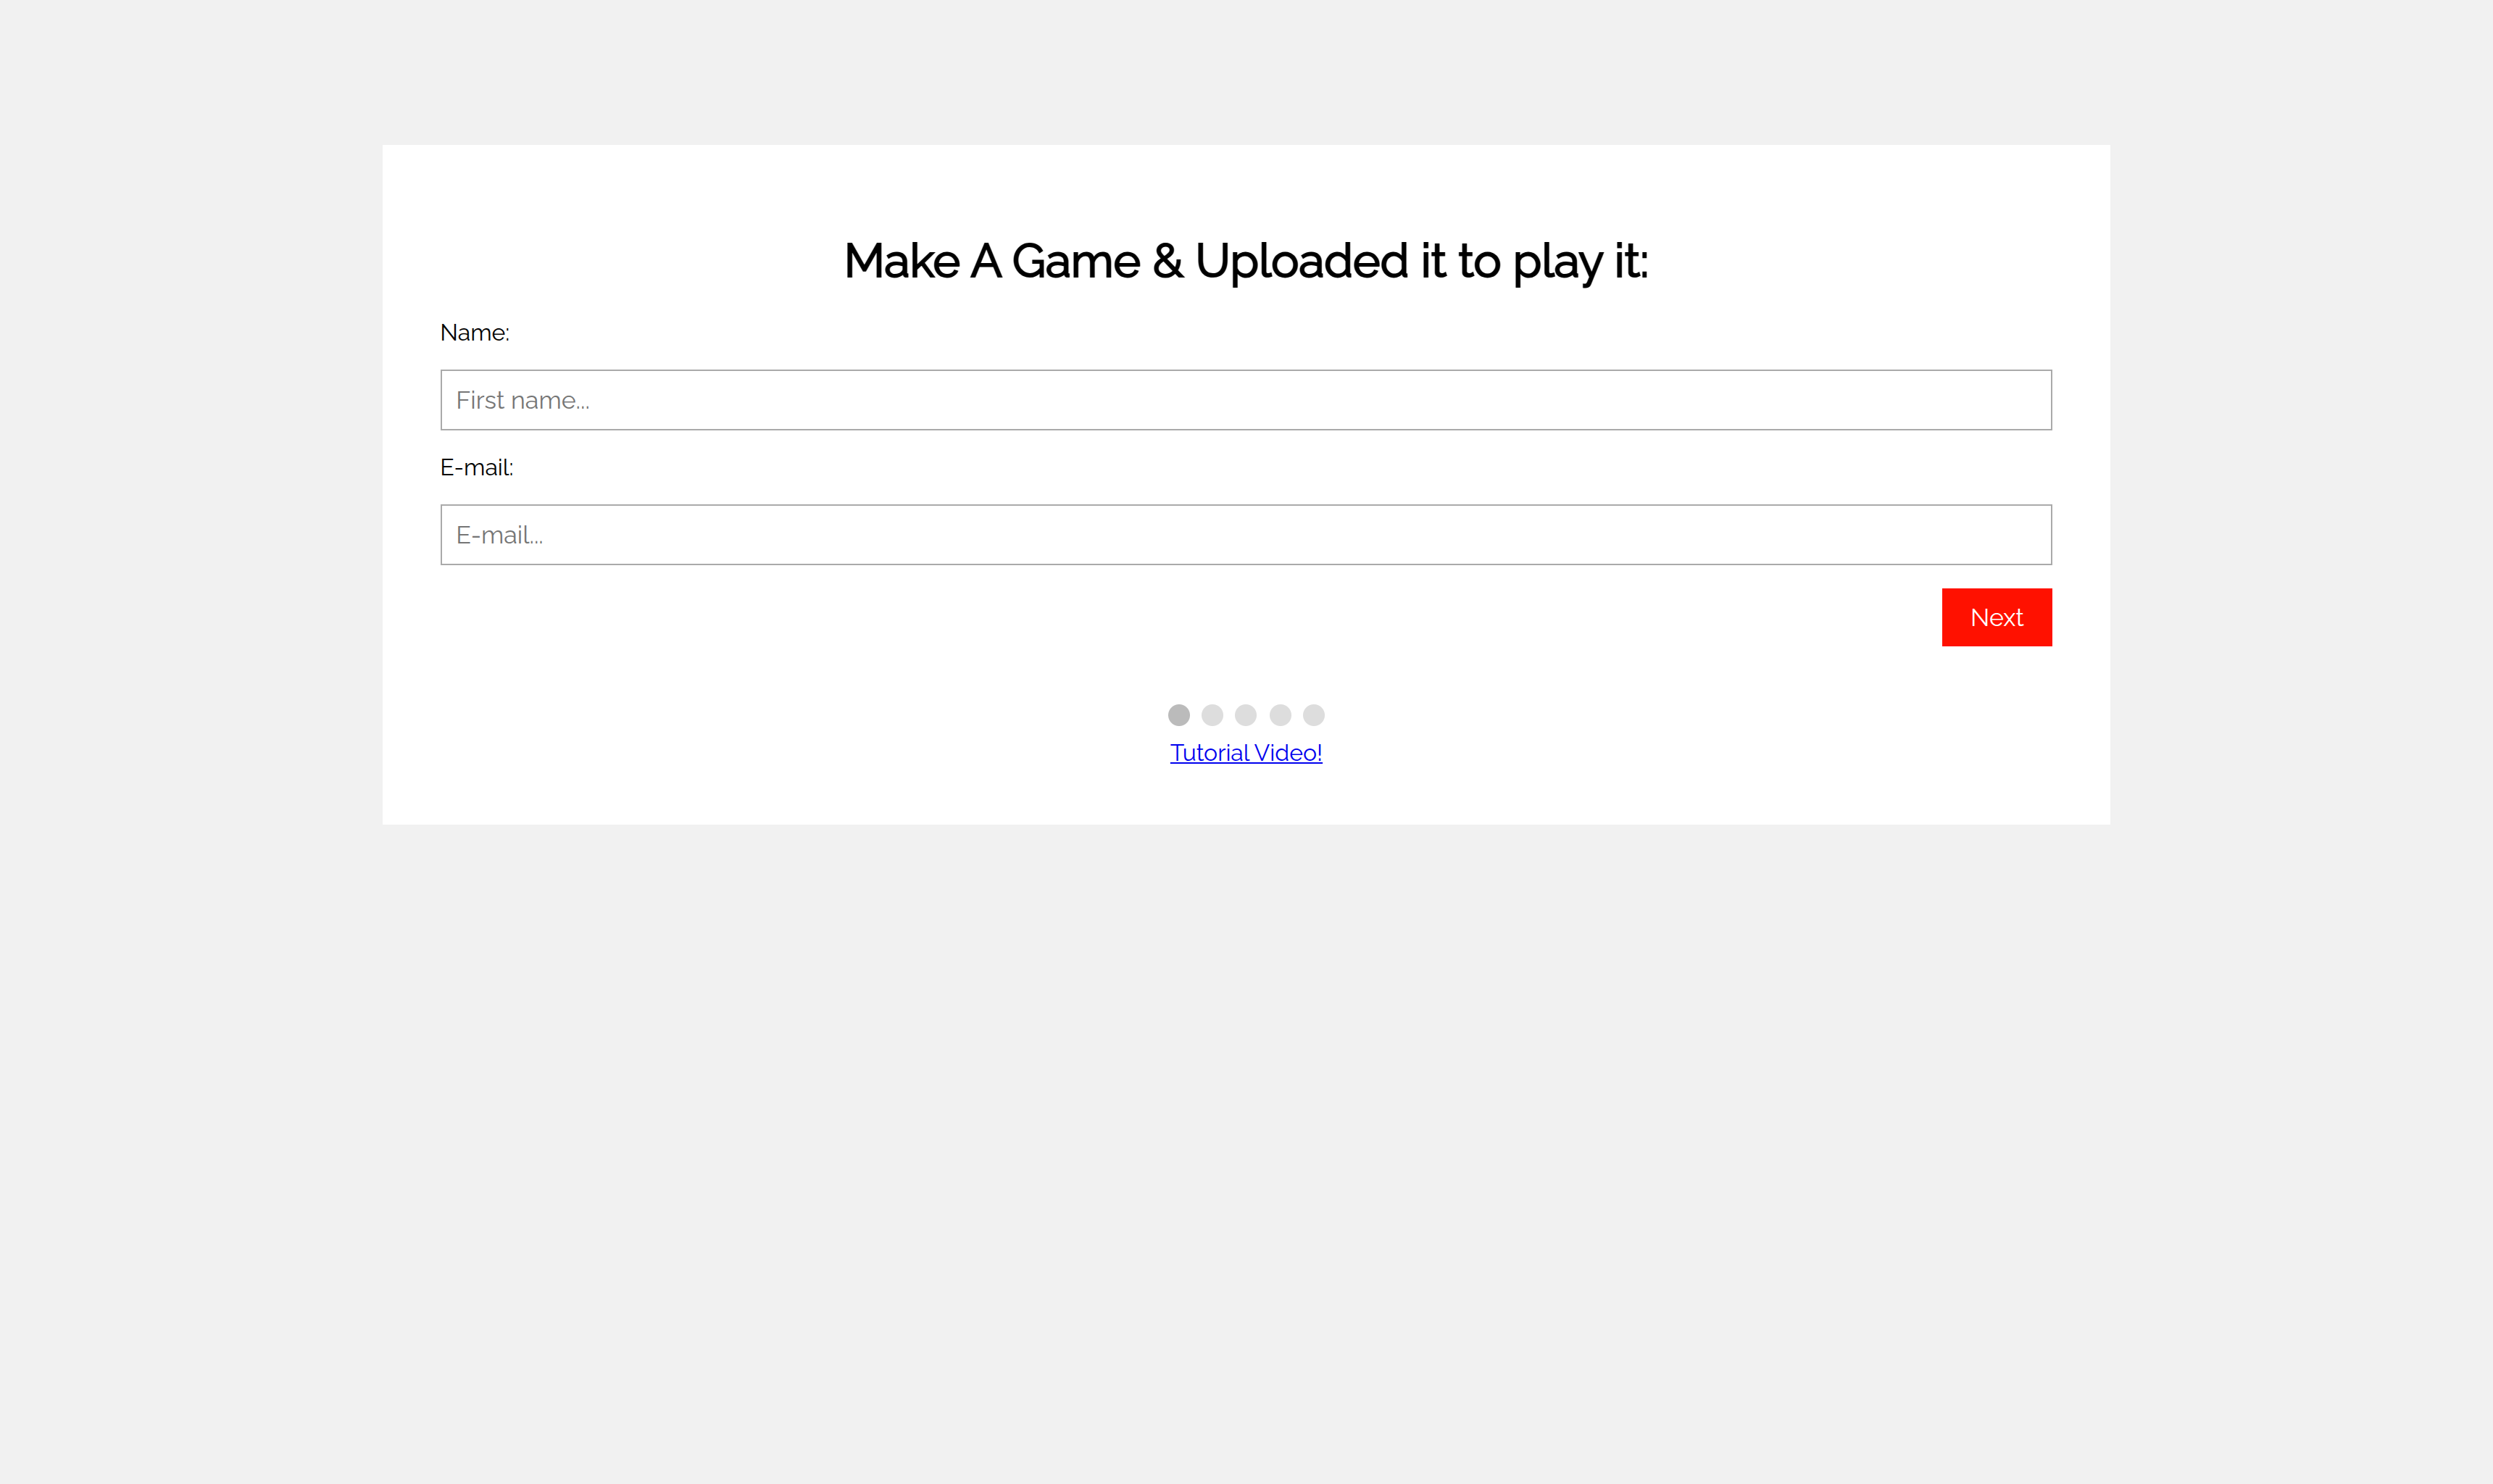 Make A Game & Uploaded it to play it:
Name:
First name...
E-mail:
E-mail...
Next
Tutorial Video!